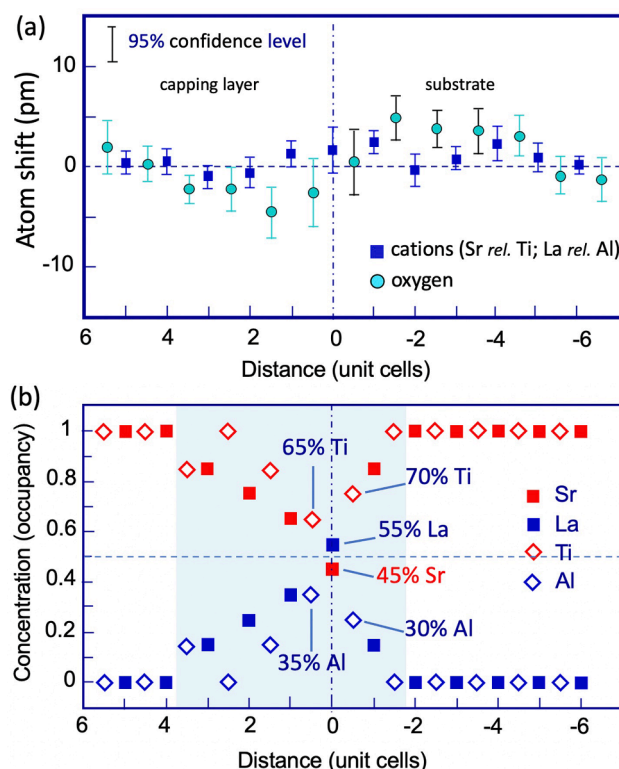 (a)
95% confidence level
10
capping layer
substrate
Atom shift (pm)
0
-10
cations (Sr rel. Ti; La rel. Al)
oxygen
6 4 2 0 -2 -4 -6
Distance (unit cells)
(b)
1
65% Ti
0.8
70% Ti
Sr
0.6
55% La
La
Concentration (occupancy)
Ti
0.4
45% Sr
Al
0.2
30% Al
35% Al
0
6 4 2 0 -2 -4 -6
Distance (unit cells)